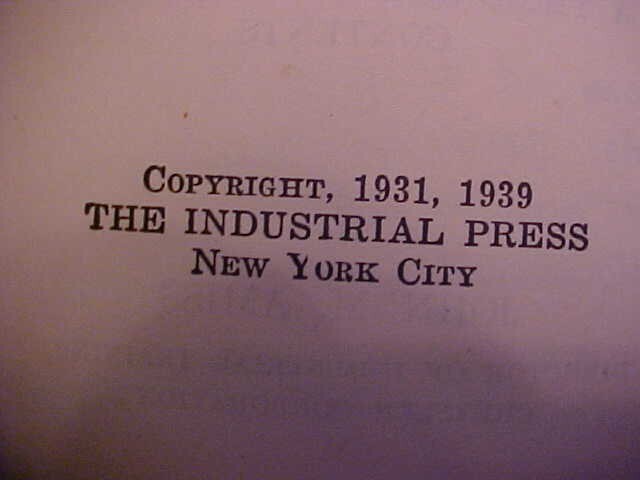 COPYRIGHT, 1931, 1939
THE INDUSTRIAL PRESS
NEW YORK CITY